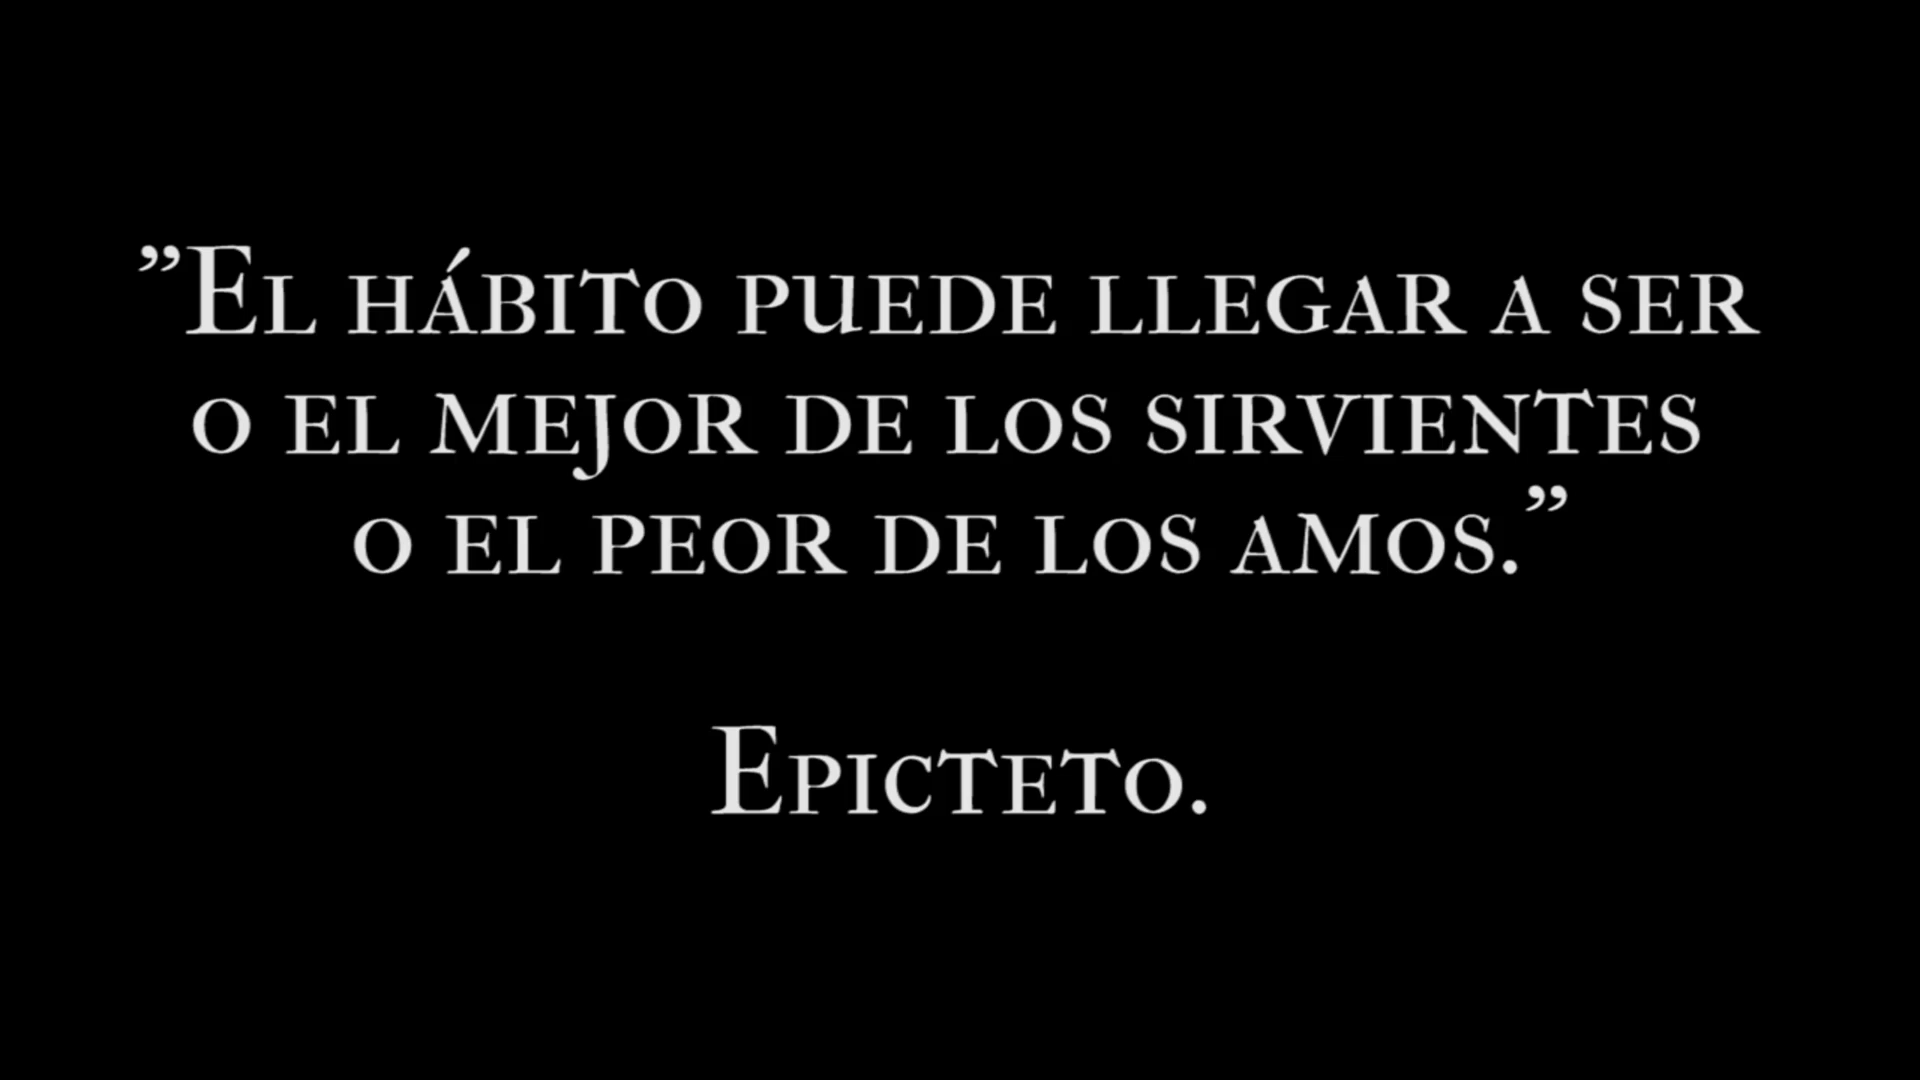 ”El hábito puede llegar a ser
o el mejor de los sirvientes
o el peor de los amos.”
Epicteto.